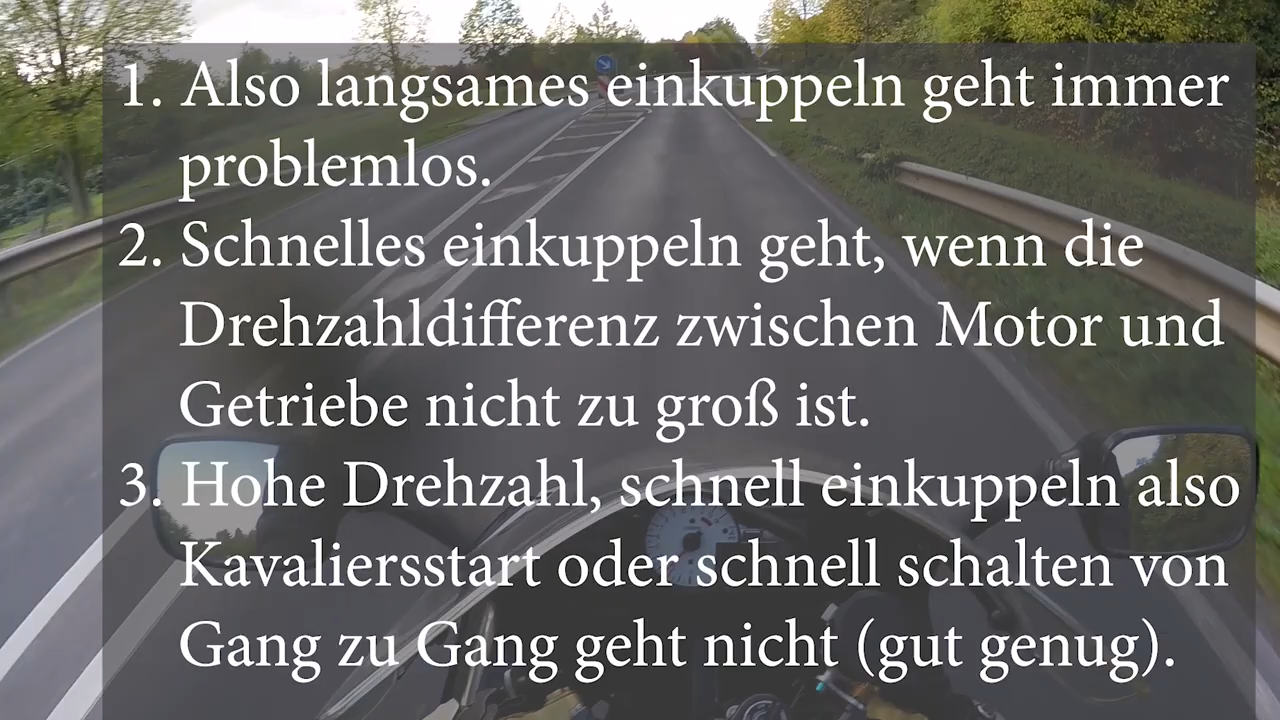 1. Also langsames einkuppeln geht immer
problemlos.
2. Schnelles einkuppeln geht, wenn die
Drehzahldifferenz zwischen Motor und
Getriebe nicht zu groß ist.
3. Hohe Drehzahl, schnell einkuppeln also
Kavaliersstart oder schnell schalten von
Gang zu Gang geht nicht (gut genug).